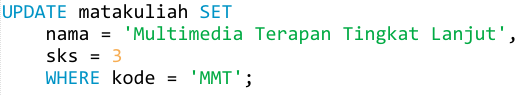 UPDATE matakuliah SET
nama = 'Multimedia Terapan Tingkat Lanjut',
sks = 3
WHERE kode = 'MMT';